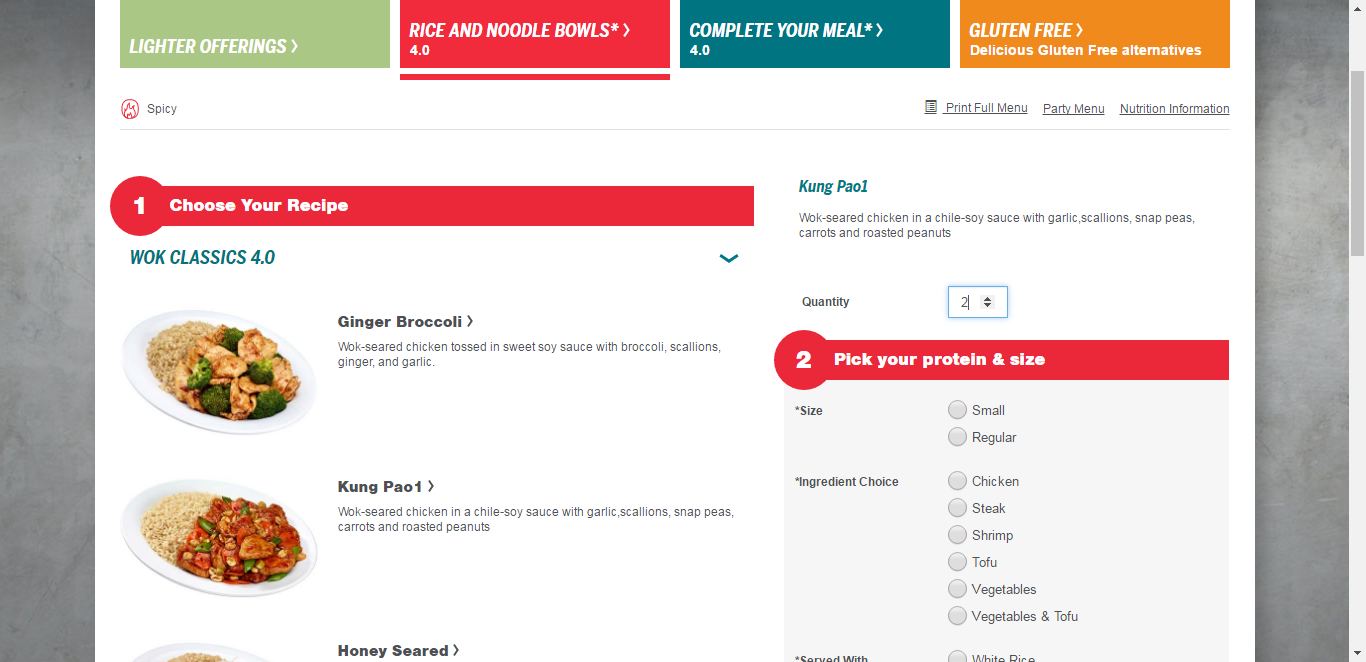 LIGHTER OFFERINGS >
RICE AND NOODLE BOWLS* >
4.0
COMPLETE YOUR MEAL* >
4.0
GLUTEN FREE >
Delicious Gluten Free alternatives
Spicy
Print Full Menu
Party Menu
Nutrition Information
1
Choose Your Recipe
WOK CLASSICS 4.0
Ginger Broccoli >
Wok-seared chicken tossed in sweet soy sauce with broccoli, scallions,
ginger, and garlic.
Kung Pao1 >
Wok-seared chicken in a chile-soy sauce with garlic,scallions, snap peas,
carrots and roasted peanuts
Honey Seared >
Kung Pao1
Wok-seared chicken in a chile-soy sauce with garlic,scallions, snap peas,
carrots and roasted peanuts
Quantity
2
2
Pick your protein & size
*Size
Small
Regular
*Ingredient Choice
Chicken
Steak
Shrimp
Tofu
Vegetables
Vegetables & Tofu
*Served With
White Rice